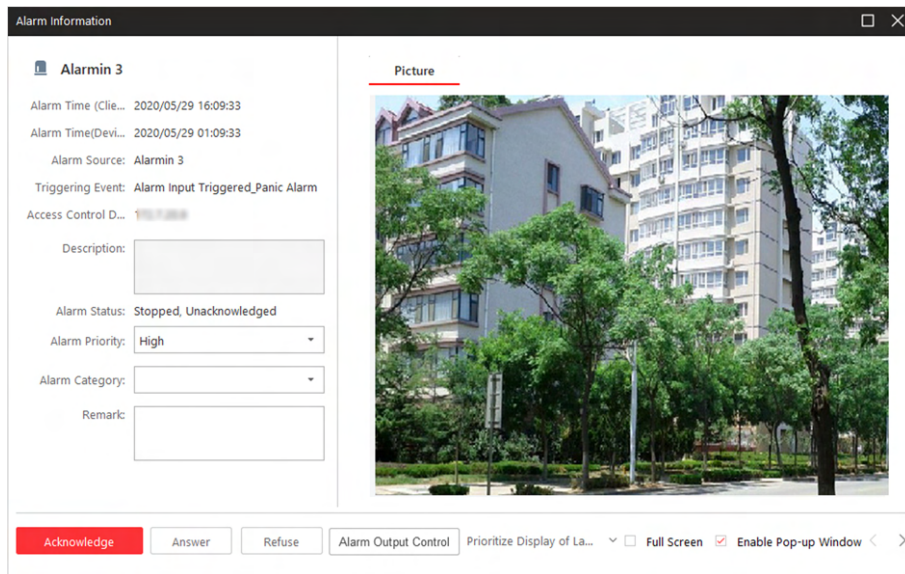 Alarm Information
Alarmin 3
Alarm Time (Clie... 2020/05/29 16:09:33
Alarm Time(Devi... 2020/05/29 01:09:33
Alarm Source: Alarmin 3
Triggering Event: Alarm Input Triggered_Panic Alarm
Access Control D...
Description:
Alarm Status: Stopped, Unacknowledged
Alarm Priority: High
Alarm Category:
Remark:
Picture
Acknowledge Answer Refuse Alarm Output Control Prioritize Display of La... Full Screen Enable Pop-up Window